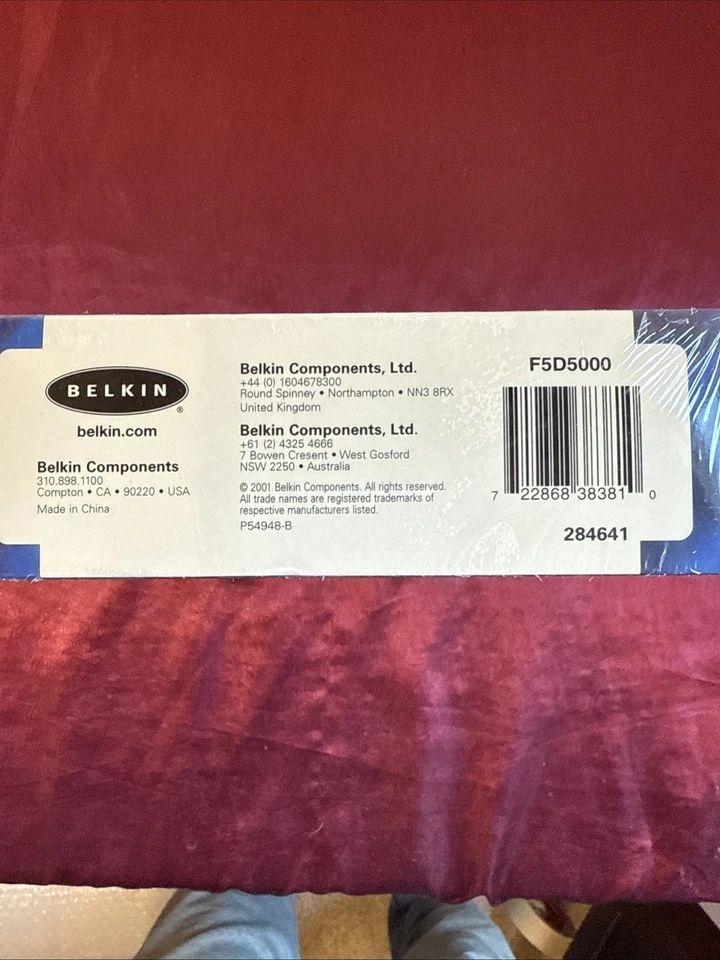 BELKIN®
belkin.com
Belkin Components
310.898.1100
Compton • CA • 90220 • USA
Made in China
Belkin Components, Ltd.
+44 (0) 1604678300
Round Spinney • Northampton • NN3 8RX
United Kingdom
Belkin Components, Ltd.
+61 (2) 4325 4666
7 Bowen Cresent • West Gosford
NSW 2250 • Australia
© 2001 Belkin Components. All rights reserved.
All trade names are registered trademarks of
respective manufacturers listed.
P54948-B
F5D5000
7 22868 38381 0
284641